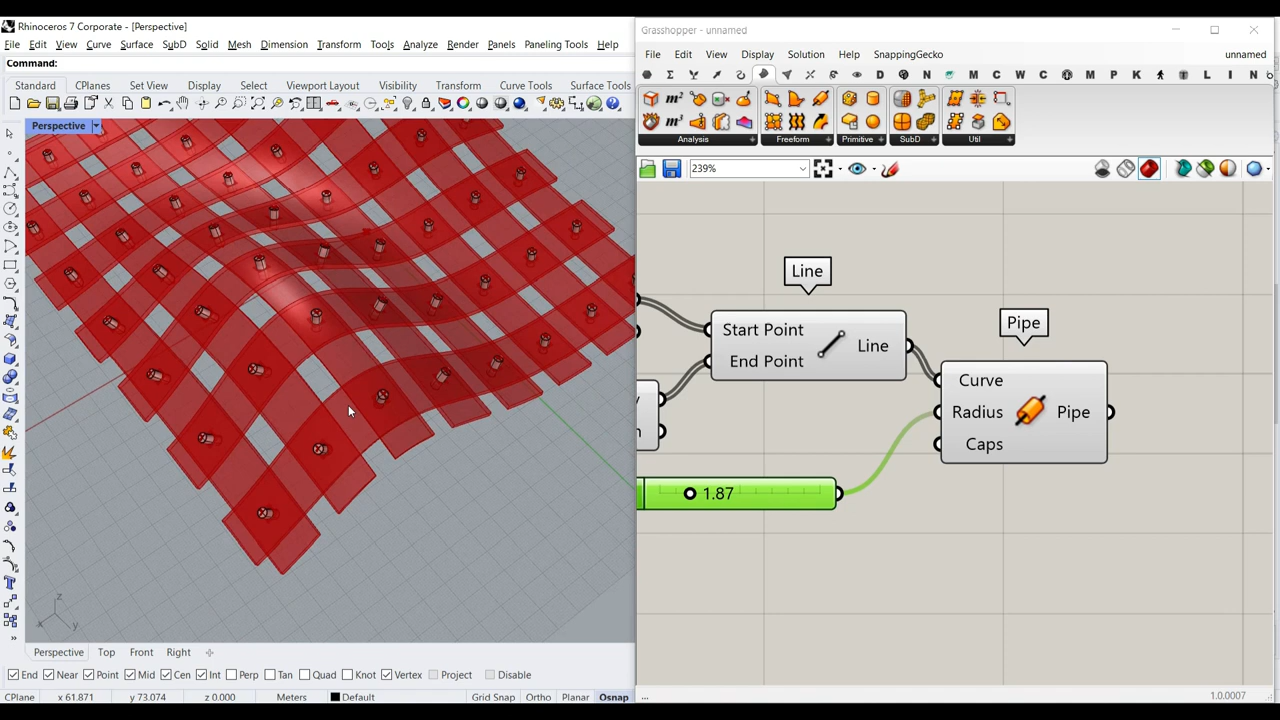 Rhinoceros 7 Corporate - [Perspective]
File Edit View Curve Surface SubD Solid Mesh Dimension Transform Tools Analyze Render Panels Paneling Tools Help
Command:
Standard CPlanes Set View Display Select Viewport Layout Visibility Transform Curve Tools Surface Tools
Perspective
z
x
y
Perspective Top Front Right
End Near Point Mid Cen Int Perp Tan Quad Knot Vertex Project Disable
CPlane x 61.871 y 73.074 z 0.000 Meters Default Grid Snap Ortho Planar Osnap
Grasshopper - unnamed
File Edit View Display Solution Help SnappingGecko unnamed
D N M C W C M P K L I N
m² m³
Analysis Freeform Primitive SubD Util
239%
Line
Start Point
End Point
Line
Pipe
Curve
Radius
Caps
Pipe
1.87
... 1.0.0007